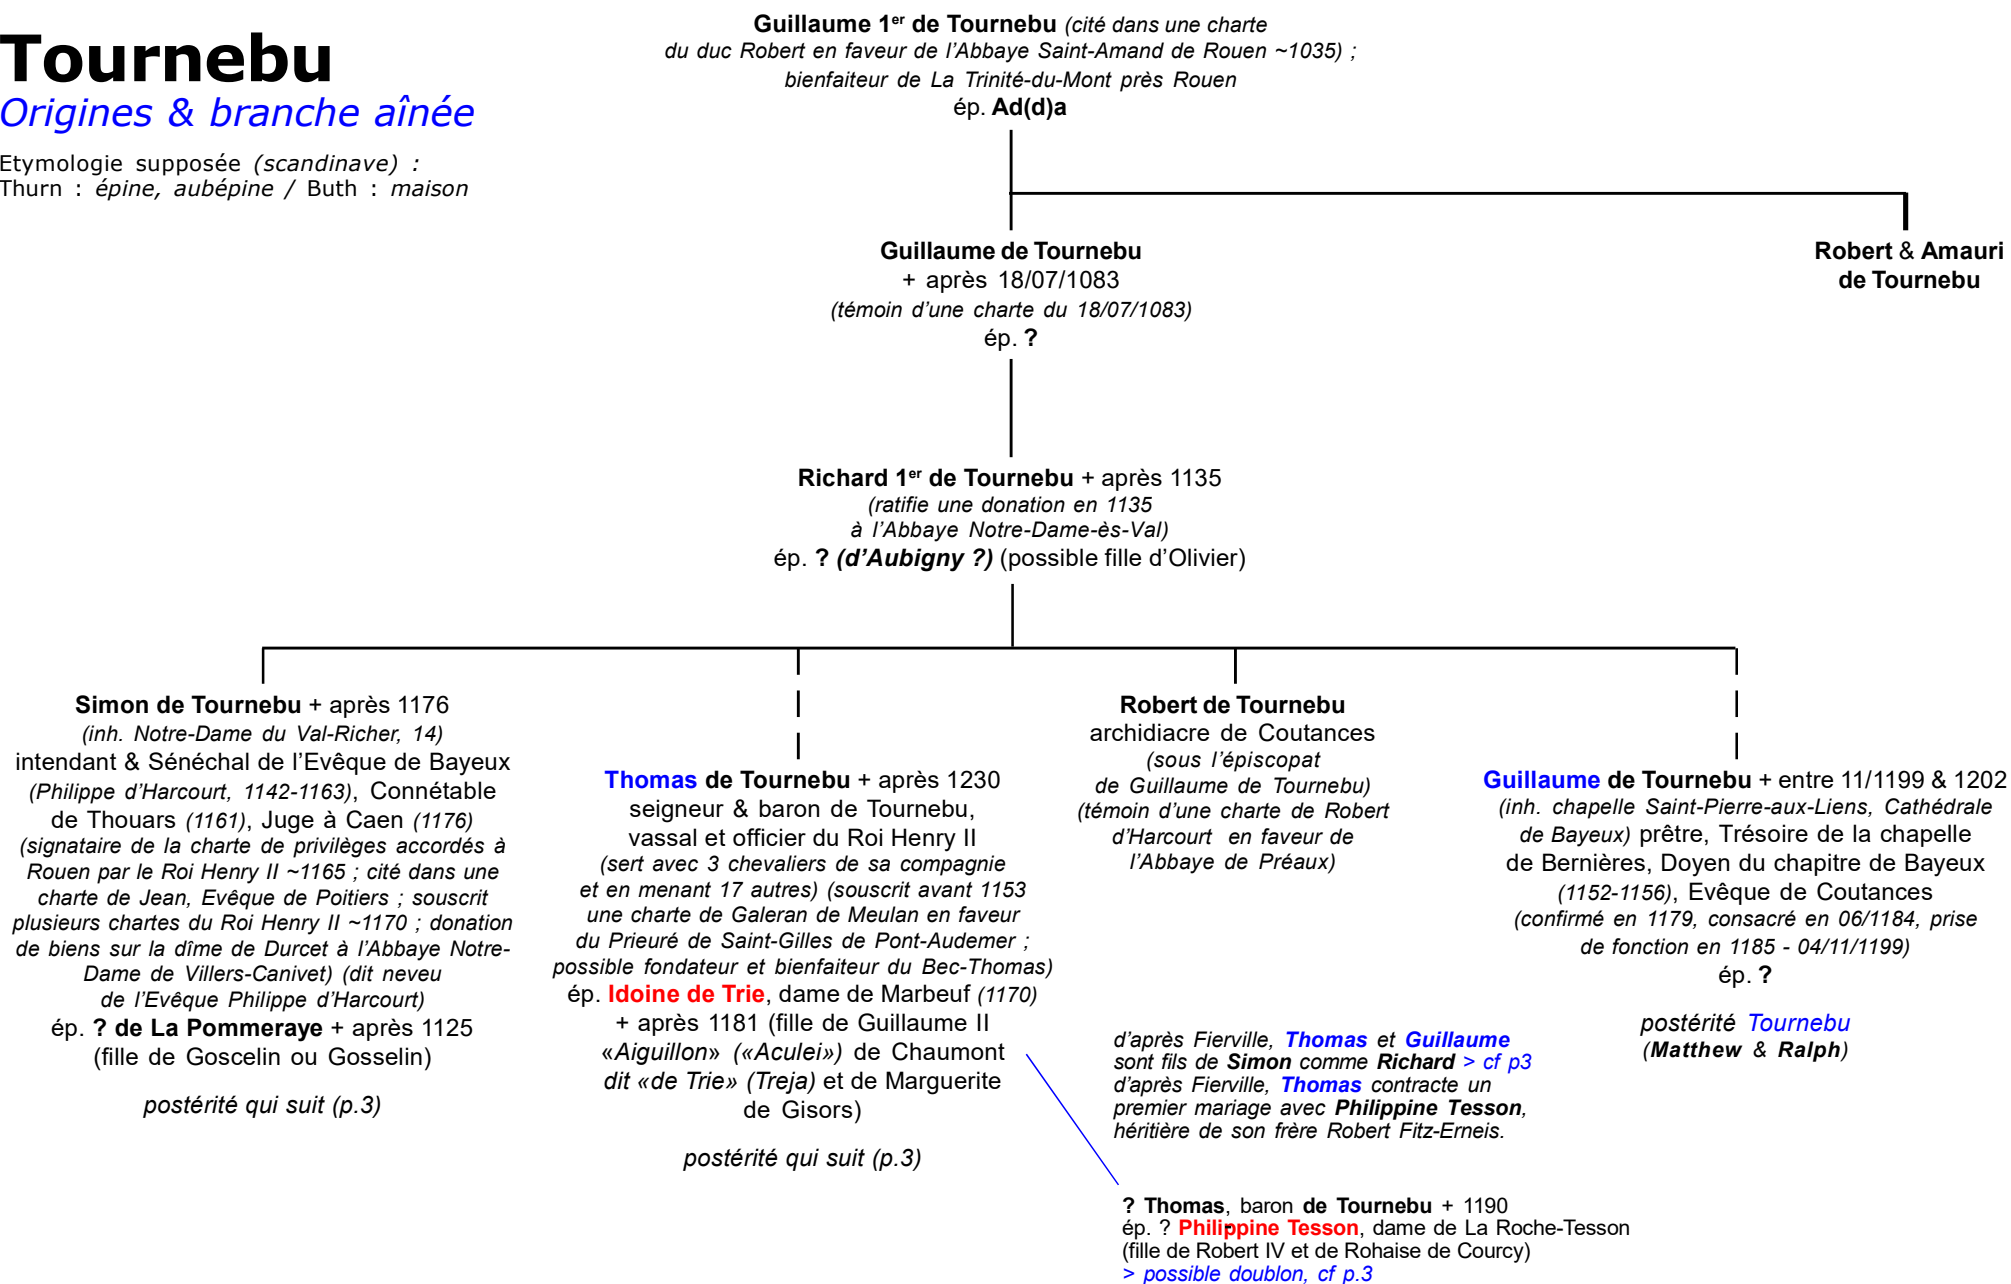 Tournebu
Origines & branche aînée
Etymologie supposée (scandinave) :
Thurn : épine, aubépine / Buth : maison
Guillaume 1er de Tournebu (cité dans une charte
du duc Robert en faveur de l'Abbaye Saint-Amand de Rouen ~1035) ;
bienfaiteur de La Trinité-du-Mont près Rouen
ép. Ad(d)a
Guillaume de Tournebu
+ après 18/07/1083
(témoin d'une charte du 18/07/1083)
ép. ?
Robert & Amauri
de Tournebu
Richard 1er de Tournebu + après 1135
(ratifie une donation en 1135
à l'Abbaye Notre-Dame-ès-Val)
ép. ? (d'Aubigny ?) (possible fille d'Olivier)
Simon de Tournebu + après 1176
(inh. Notre-Dame du Val-Richer, 14)
intendant & Sénéchal de l'Evêque de Bayeux
(Philippe d'Harcourt, 1142-1163), Connétable
de Thouars (1161), Juge à Caen (1176)
(signataire de la charte de privilèges accordés à
Rouen par le Roi Henry II ~1165 ; cité dans une
charte de Jean, Evêque de Poitiers ; souscrit
plusieurs chartes du Roi Henry II ~1170 ; donation
de biens sur la dîme de Durcet à l'Abbaye Notre-
Dame de Villers-Canivet) (dit neveu
de l'Evêque Philippe d'Harcourt)
ép. ? de La Pommeraye + après 1125
(fille de Goscelin ou Gosselin)
postérité qui suit (p.3)
Thomas de Tournebu + après 1230
seigneur & baron de Tournebu,
vassal et officier du Roi Henry II
(sert avec 3 chevaliers de sa compagnie
et en menant 17 autres) (souscrit avant 1153
une charte de Galeran de Meulan en faveur
du Prieuré de Saint-Gilles de Pont-Audemer ;
possible fondateur et bienfaiteur du Bec-Thomas)
ép. Idoine de Trie, dame de Marbeuf (1170)
+ après 1181 (fille de Guillaume II
«Aiguillon» («Aculei») de Chaumont
dit «de Trie» (Treja) et de Marguerite
de Gisors)
postérité qui suit (p.3)
Robert de Tournebu
archidiacre de Coutances
(sous l'épiscopat
de Guillaume de Tournebu)
(témoin d'une charte de Robert
d'Harcourt en faveur de
l'Abbaye de Préaux)
Guillaume de Tournebu + entre 11/1199 & 1202
(inh. chapelle Saint-Pierre-aux-Liens, Cathédrale
de Bayeux) prêtre, Trésoire de la chapelle
de Bernières, Doyen du chapitre de Bayeux
(1152-1156), Evêque de Coutances
(confirmé en 1179, consacré en 06/1184, prise
de fonction en 1185 - 04/11/1199)
ép. ?
postérité Tournebu
(Matthew & Ralph)
d'après Fierville, Thomas et Guillaume
sont fils de Simon comme Richard > cf p3
d'après Fierville, Thomas contracte un
premier mariage avec Philippine Tesson,
héritière de son frère Robert Fitz-Erneis.
? Thomas, baron de Tournebu + 1190
ép. ? Philippine Tesson, dame de La Roche-Tesson
(fille de Robert IV et de Rohaise de Courcy)
> possible doublon, cf p.3